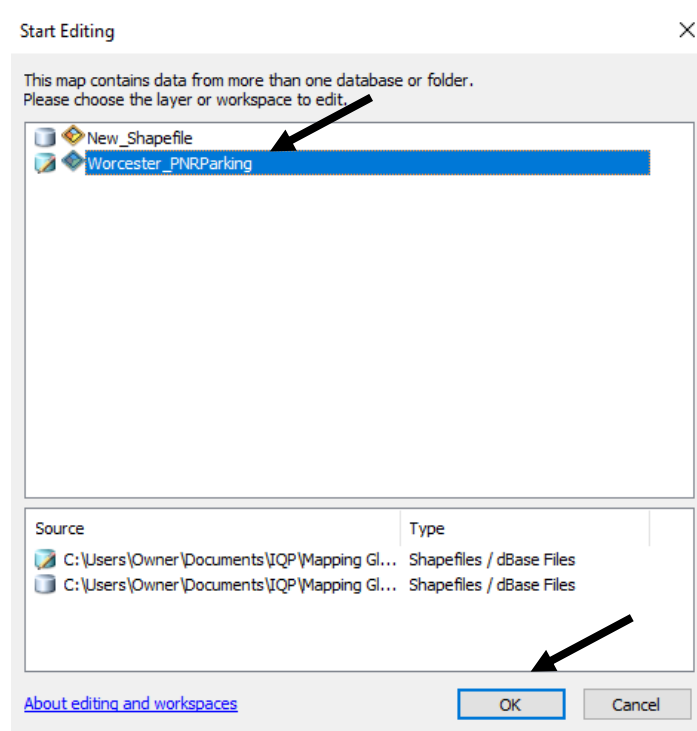 Start Editing
This map contains data from more than one database or folder.
Please choose the layer or workspace to edit.
New_Shapefile
Worcester_PNRParking
Source Type
C:\Users\Owner\Documents\IQP\Mapping Gl... Shapefiles / dBase Files
C:\Users\Owner\Documents\IQP\Mapping Gl... Shapefiles / dBase Files
About editing and workspaces OK Cancel